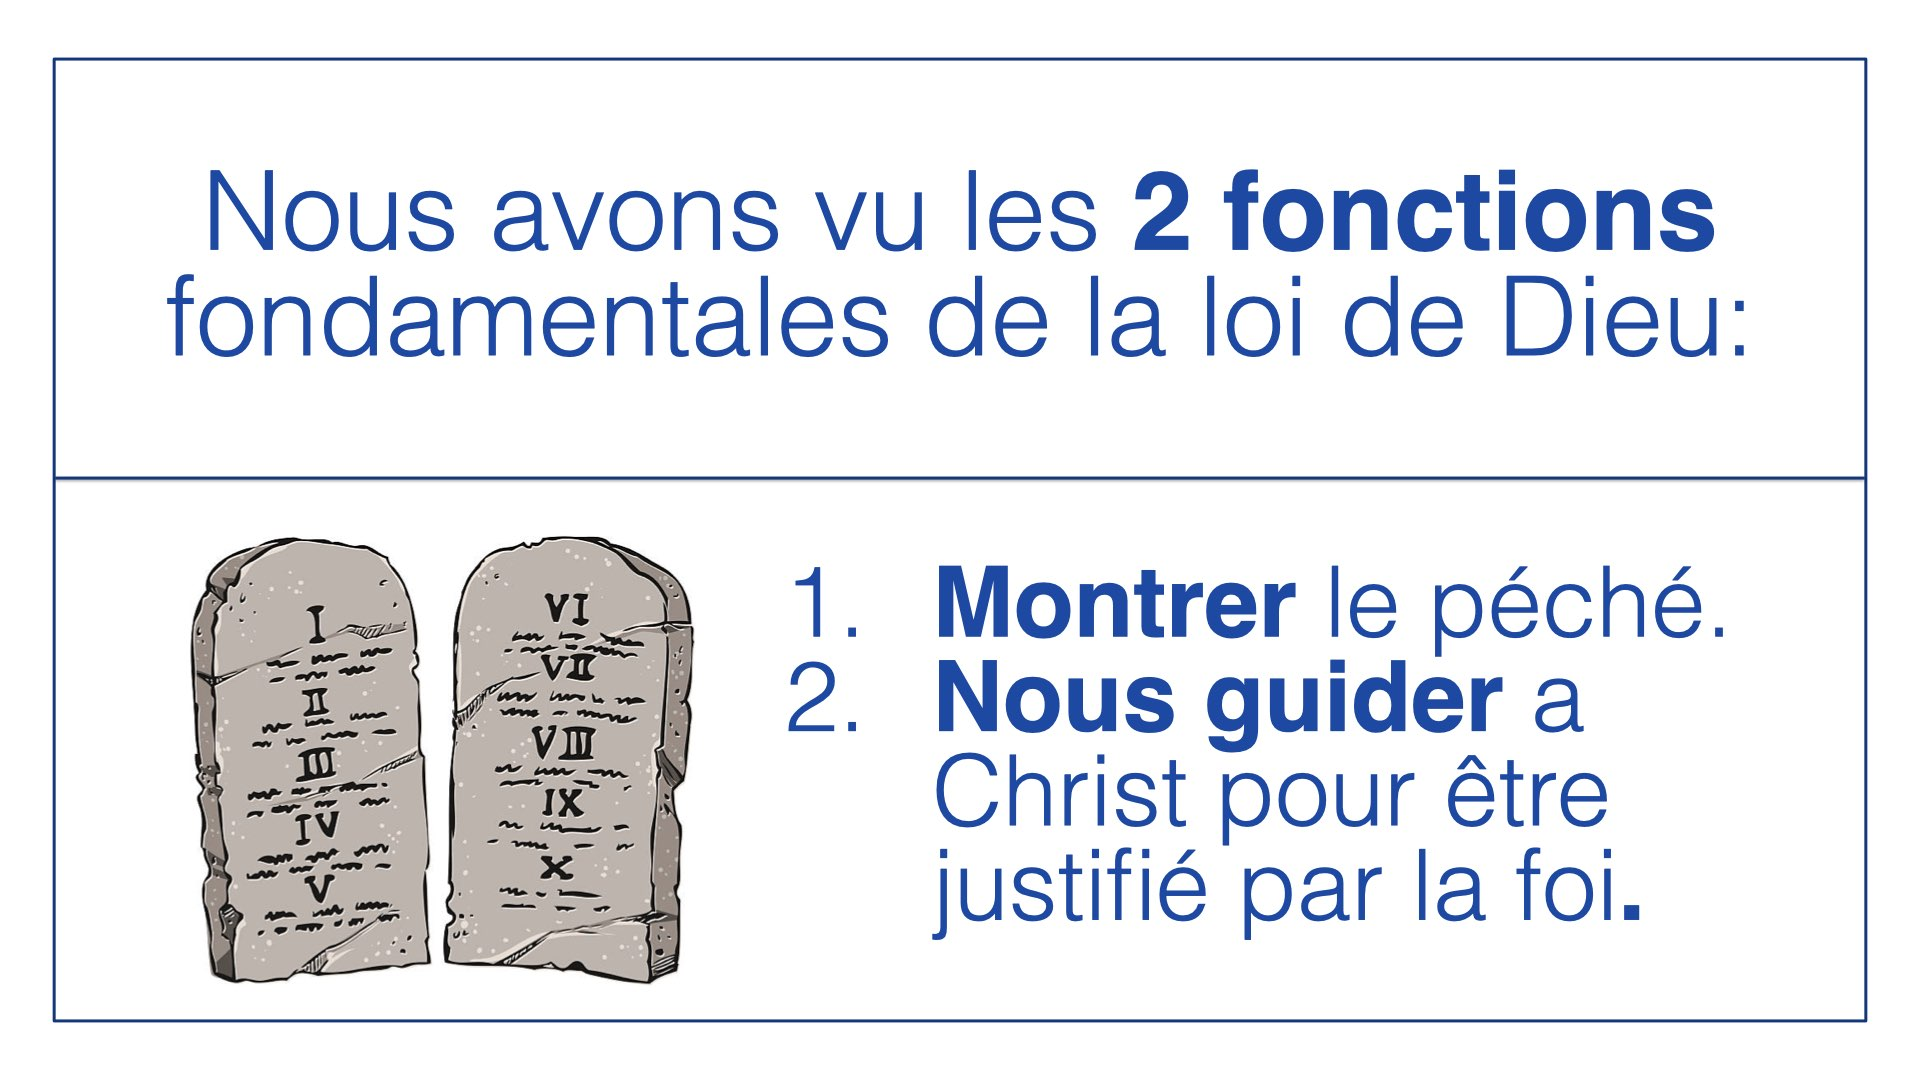 Nous avons vu les 2 fonctions
fondamentales de la loi de Dieu:
I
II
III
IV
V
VI
VII
VIII
IX
X
1. Montrer le péché.
2. Nous guider a
Christ pour être
justifié par la foi.